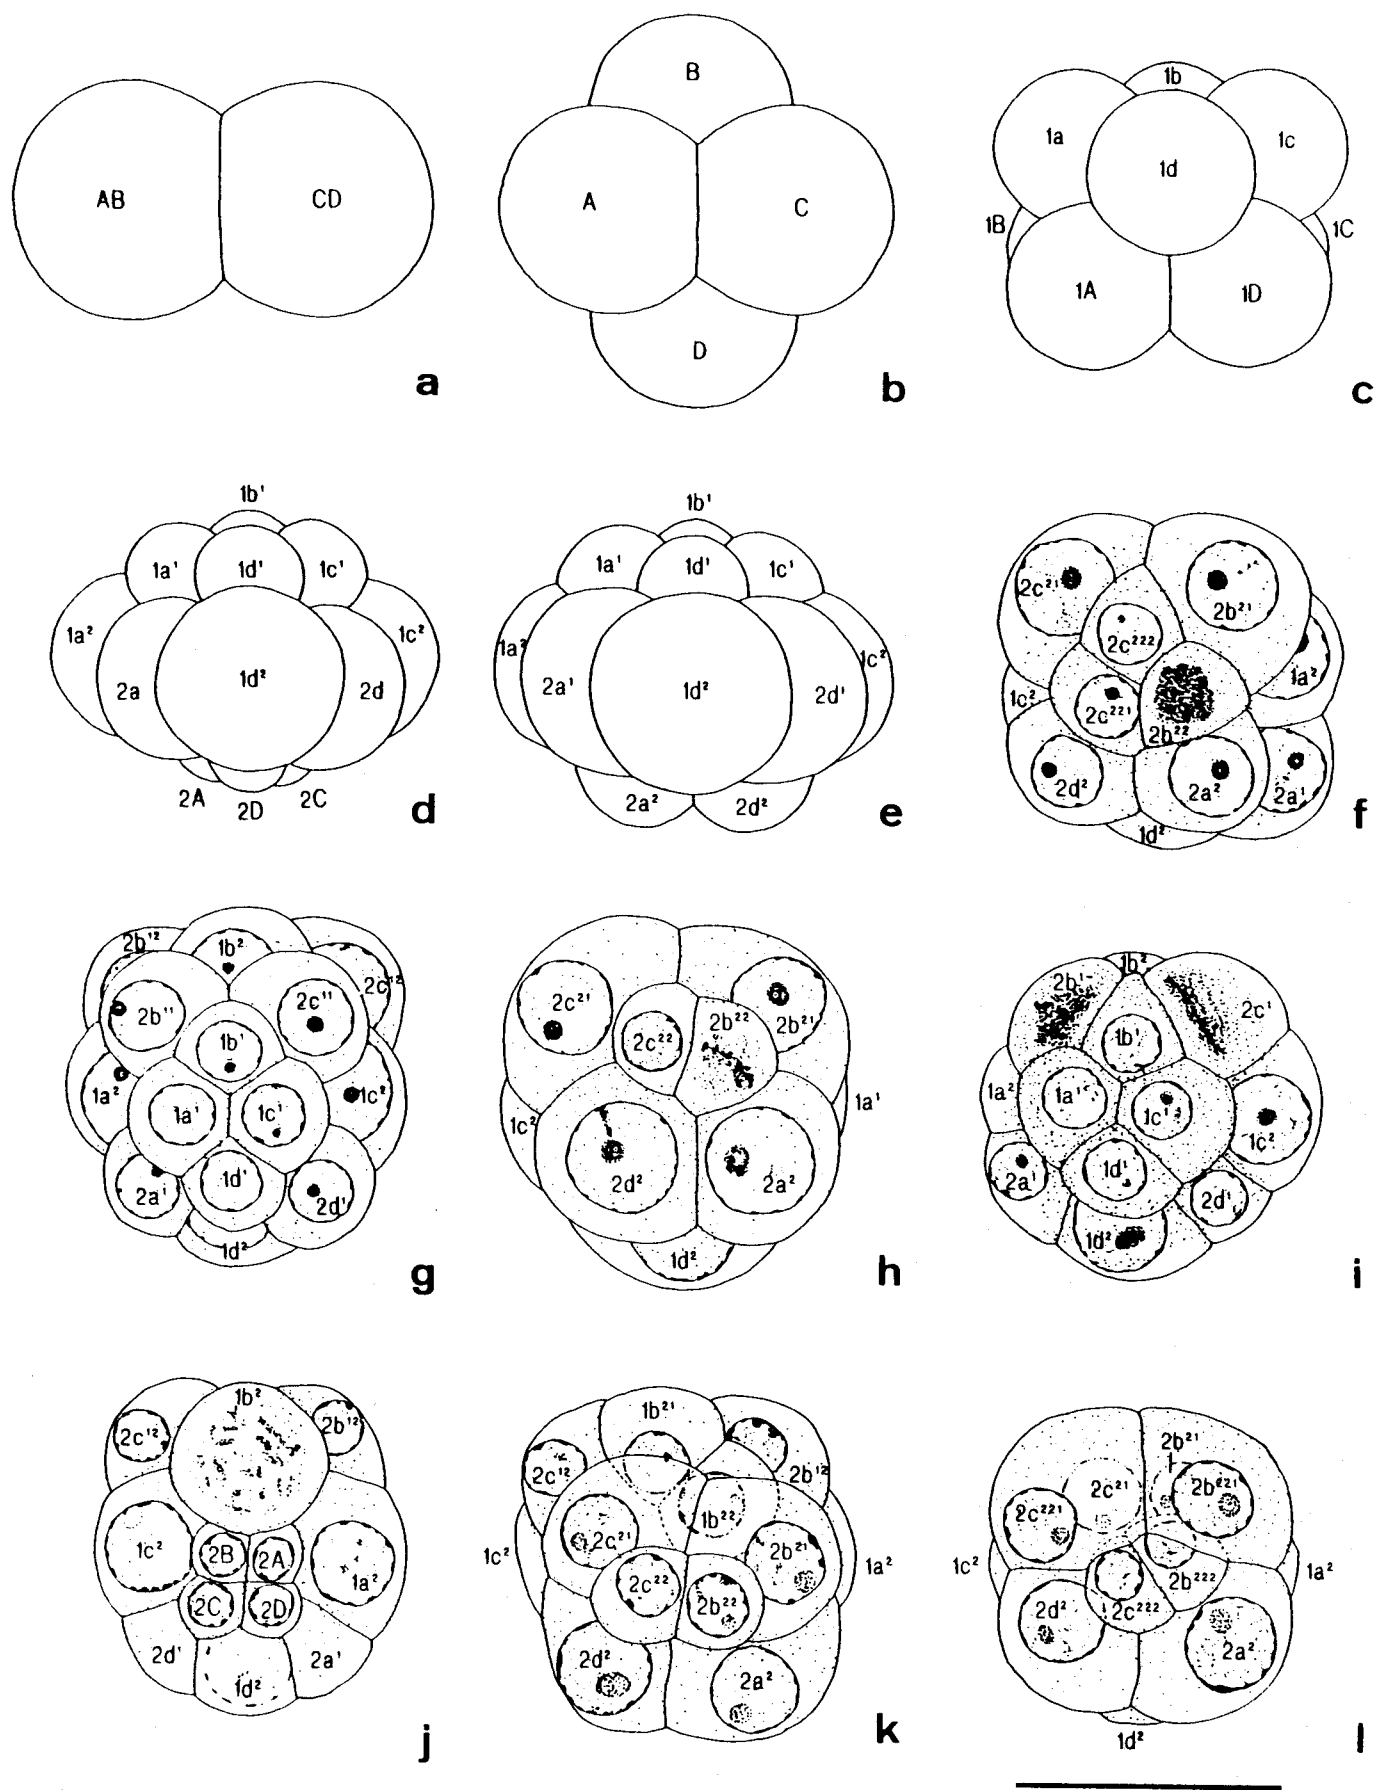 AB CD
a
B
A C
D
b
1b
1a 1d 1c
1B 1C
1A 1D
c
1b¹
1a¹ 1d¹ 1c¹
1a² 1c²
2a 1d² 2d
2A 2D 2C
d
1b¹
1a¹ 1d¹ 1c¹
1a² 1c²
2a¹ 1d² 2d¹
2a² 2d²
e
2c²¹ 2b²¹
2c²²²
1c² 1a²
2c²²¹
2b²²
2d² 2a² 2a¹
1d²
f
2b¹² 1b² 2c¹²
2b¹¹ 2c¹¹
1b¹
1a² 1c²
1a¹ 1c¹
2a¹ 1d¹ 2d¹
1d²
g
2c²¹ 2b²² 2b²¹
2c²²
1c² 1a¹
2d² 2a²
1d²
h
1b²
2b¹ 2c¹
1b¹
1a² 1a¹ 1c¹ 1c²
2a¹ 1d¹ 2d¹
1d²
i
1b²
2c¹² 2b¹²
1c² 2B 2A 1a²
2C 2D
2d¹ 1d² 2a¹
j
1b²¹
2c¹² 2b¹²
2c²¹ 1b²² 2b²¹
1c² 1a²
2c²² 2b²²
2d² 2a²
k
2b²¹
2c²²¹ 2c²¹ 2b²²¹
1c² 1a²
2b²²²
2d² 2c²²² 2a²
1d²
l